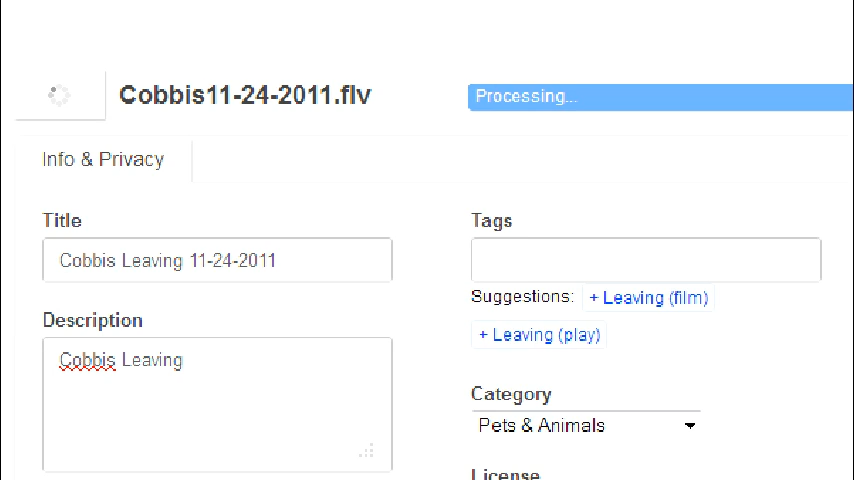 Cobbis11-24-2011.flv
Processing...
Info & Privacy
Title
Cobbis Leaving 11-24-2011
Description
Cobbis Leaving
Tags
Suggestions: + Leaving (film)
+ Leaving (play)
Category
Pets & Animals
License